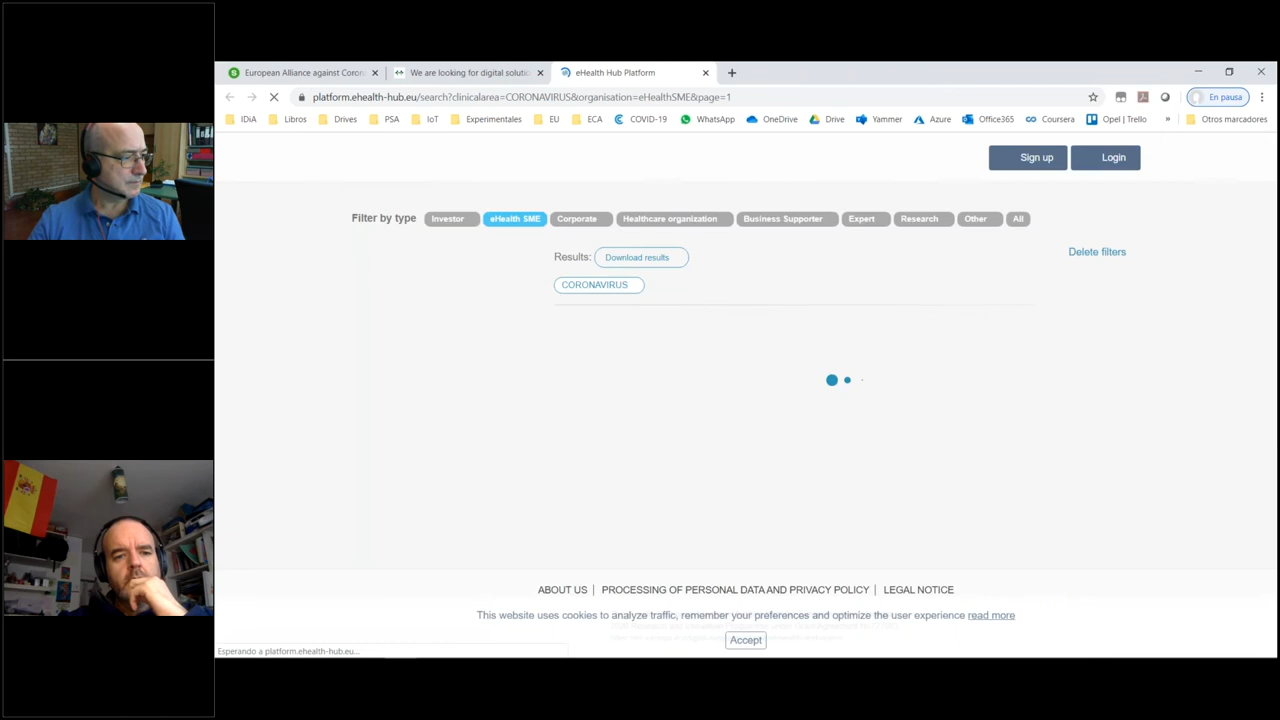 European Alliance against Coron
We are looking for digital solutio
eHealth Hub Platform
platform.ehealth-hub.eu/search?clinicalarea=CORONAVIRUS&organisation=eHealthSME&page=1
En pausa
IDiA Libros Drives PSA IoT Experimentales EU ECA COVID-19 WhatsApp OneDrive Drive Yammer Azure Office365 Coursera Opel | Trello » Otros marcadores
Sign up Login
Filter by type Investor eHealth SME Corporate Healthcare organization Business Supporter Expert Research Other All
Results: Download results
Delete filters
CORONAVIRUS
ABOUT US | PROCESSING OF PERSONAL DATA AND PRIVACY POLICY | LEGAL NOTICE
This website uses cookies to analyze traffic, remember your preferences and optimize the user experience read more
Accept
Esperando a platform.ehealth-hub.eu...